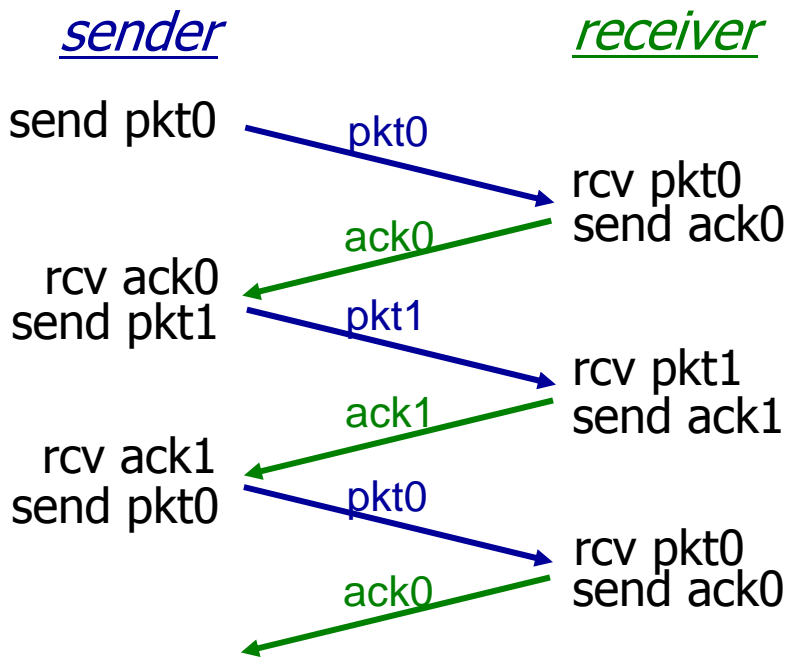 sender
receiver
send pkt0
pkt0
rcv pkt0
send ack0
ack0
rcv ack0
send pkt1
pkt1
rcv pkt1
send ack1
ack1
rcv ack1
send pkt0
pkt0
rcv pkt0
send ack0
ack0